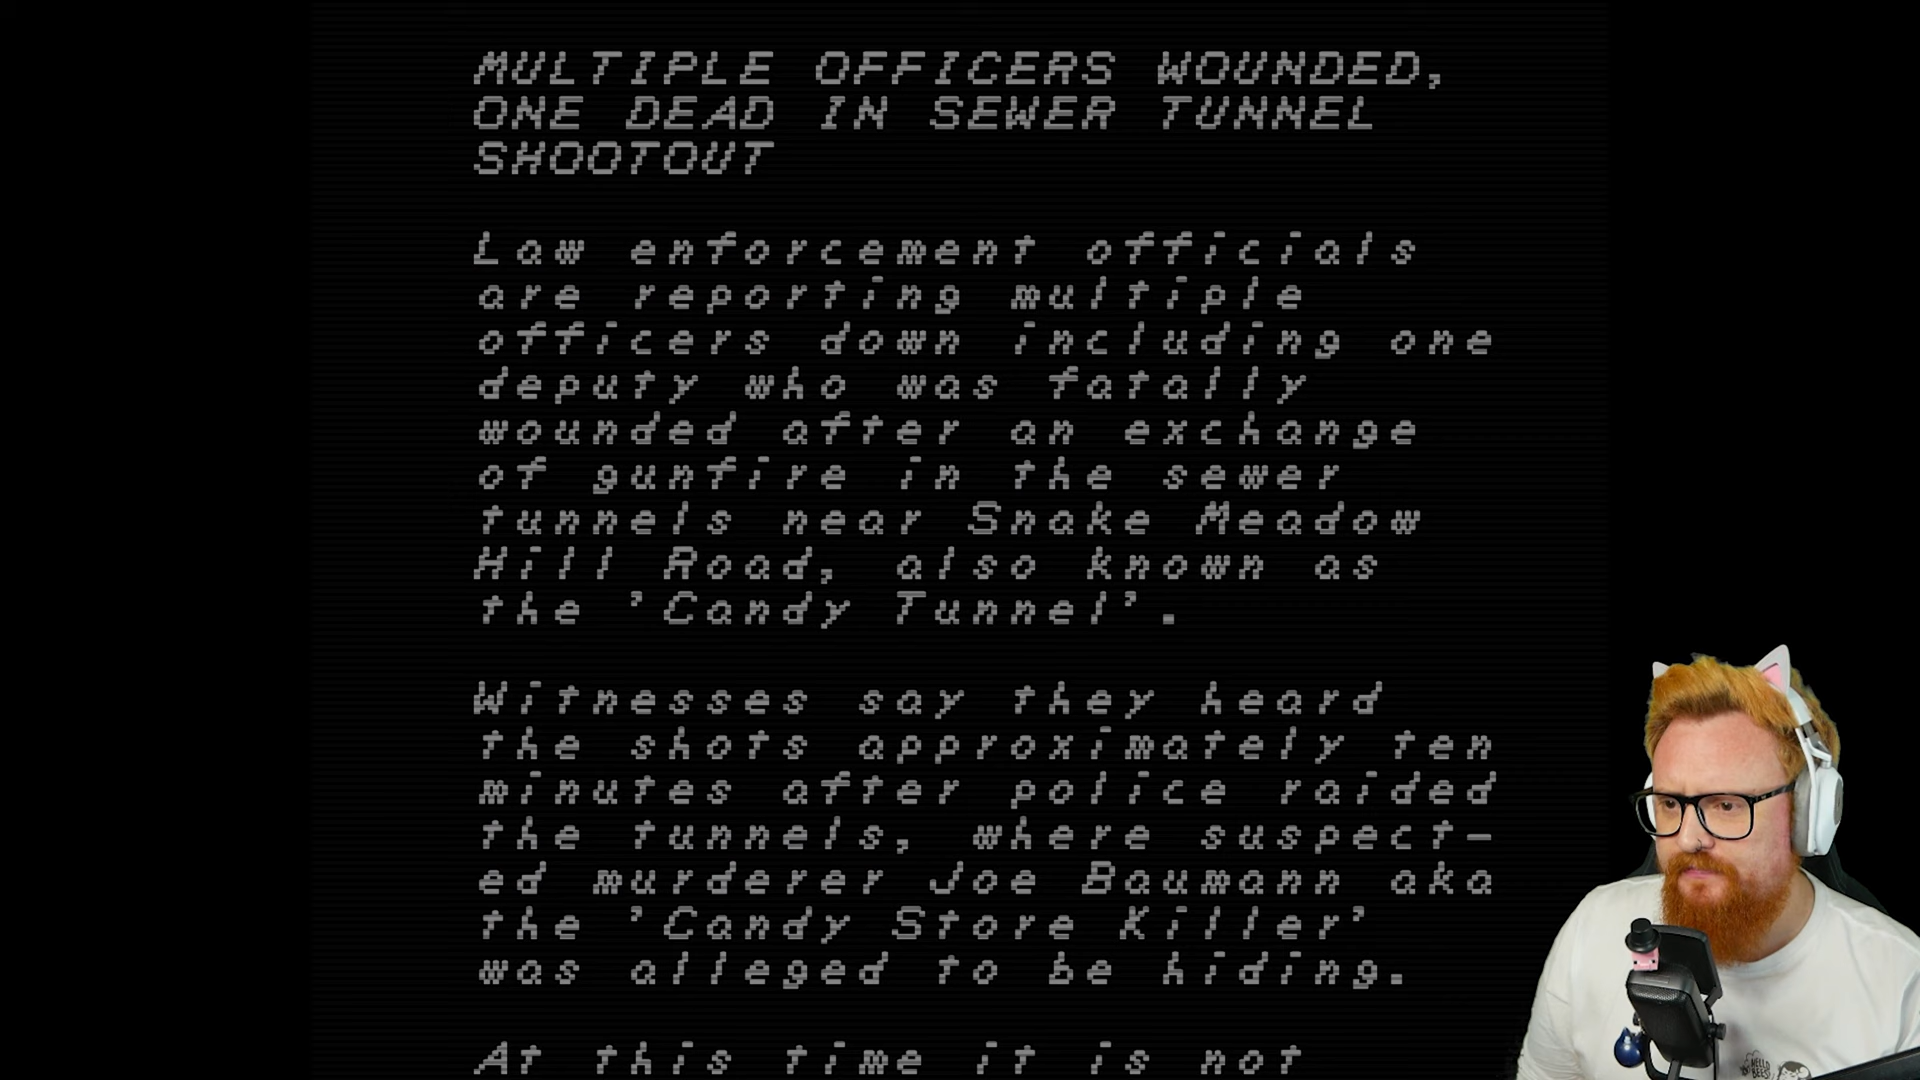 MULTIPLE OFFICERS WOUNDED,
ONE DEAD IN SEWER TUNNEL
SHOOTOUT
Law enforcement officials
are reporting multiple
officers down including one
deputy who was fatally
wounded after an exchange
of gunfire in the sewer
tunnels near Snake Meadow
Hill Road, also known as
the 'Candy Tunnel'.
Witnesses say they heard
the shots approximately ten
minutes after police raided
the tunnels, where suspect-
ed murderer Joe Baumann aka
the 'Candy Store Killer'
was alleged to be hiding.
At this time it is not
HELLO
BEES